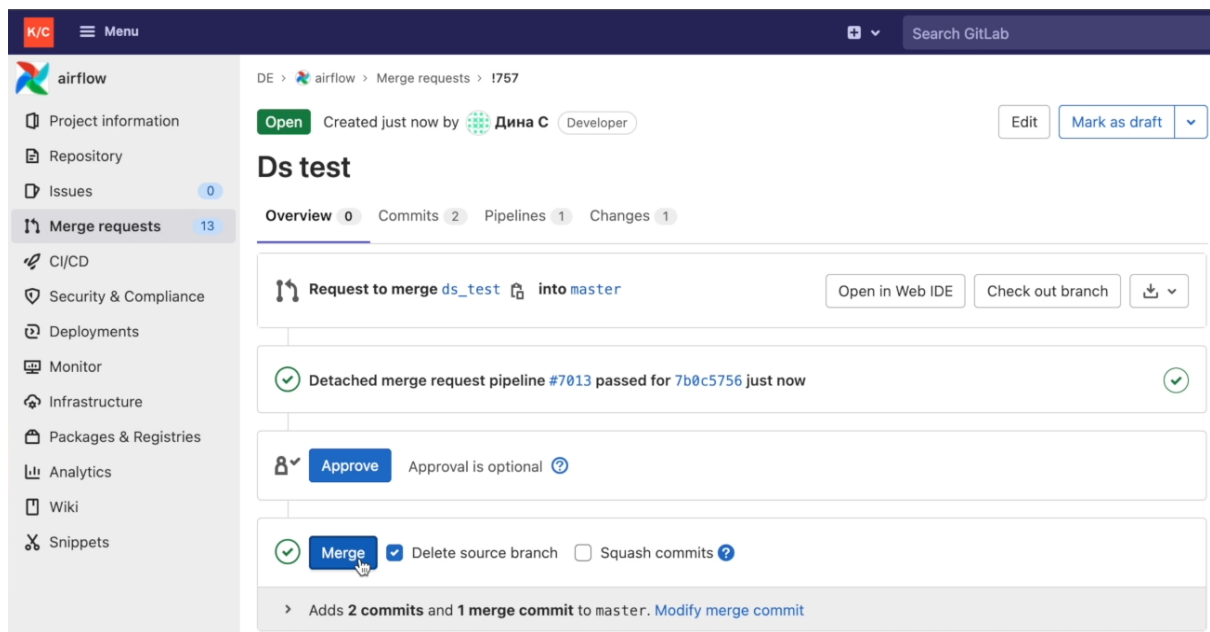 K/C Menu Search GitLab
airflow
Project information
Repository
Issues 0
Merge requests 13
CI/CD
Security & Compliance
Deployments
Monitor
Infrastructure
Packages & Registries
Analytics
Wiki
Snippets
DE > airflow > Merge requests > !757
Open Created just now by Дина С Developer Edit Mark as draft
Ds test
Overview 0 Commits 2 Pipelines 1 Changes 1
Request to merge ds_test into master Open in Web IDE Check out branch
Detached merge request pipeline #7013 passed for 7b0c5756 just now
Approve Approval is optional ?
Merge Delete source branch Squash commits ?
> Adds 2 commits and 1 merge commit to master. Modify merge commit